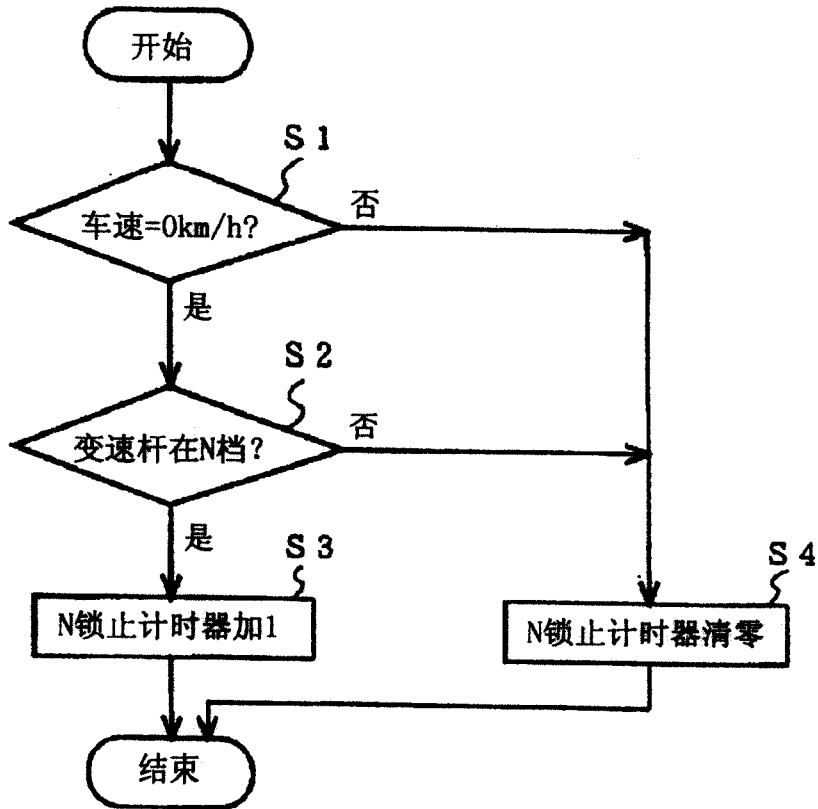 开始
S1
车速=0km/h?
否
是
S2
变速杆在N档?
否
是
S3
N锁止计时器加1
S4
N锁止计时器清零
结束